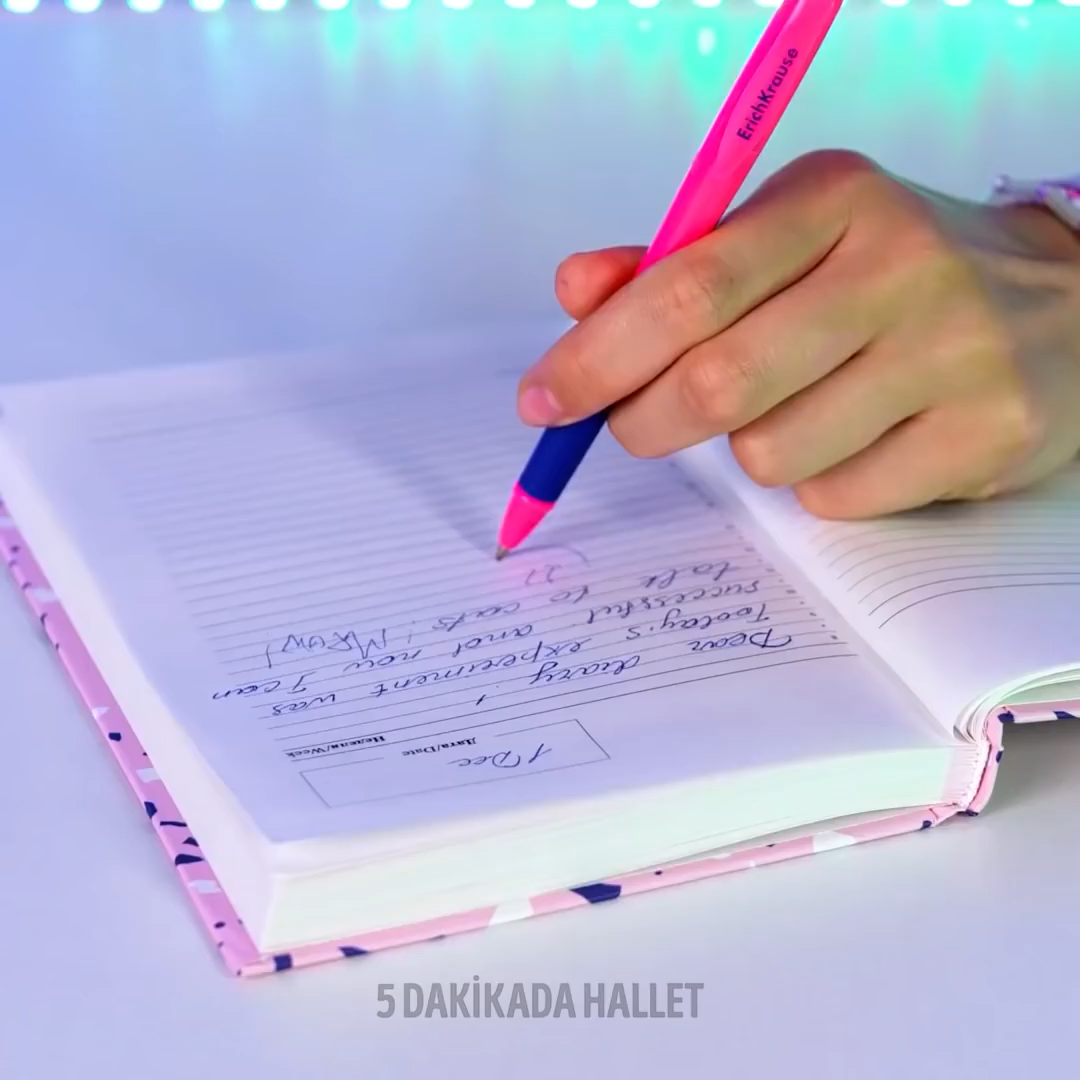 ErichKrause
Дата/Date
Неделя/Week
1 Dec
Dear diary!
Today's experiment was
successful and now I can
talk to cats! Meow!
5 DAKİKADA HALLET